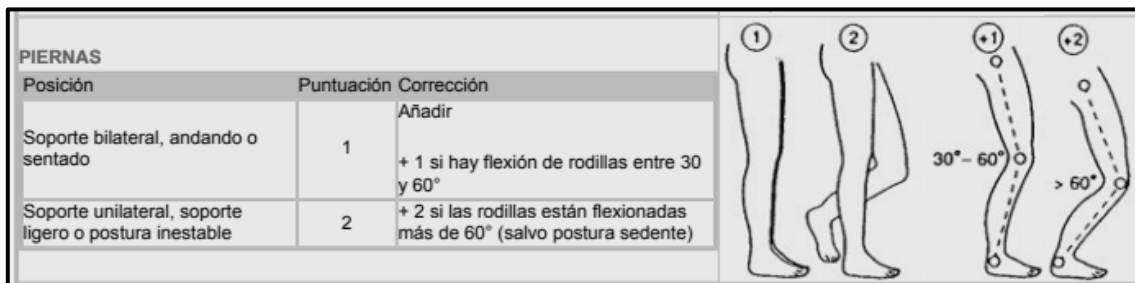 PIERNAS
Posición Puntuación Corrección
Soporte bilateral, andando o
sentado
1
Añadir
+ 1 si hay flexión de rodillas entre 30
y 60°
Soporte unilateral, soporte
ligero o postura inestable
2
+ 2 si las rodillas están flexionadas
más de 60° (salvo postura sedente)
1 2 +1 +2
30°– 60°
> 60°